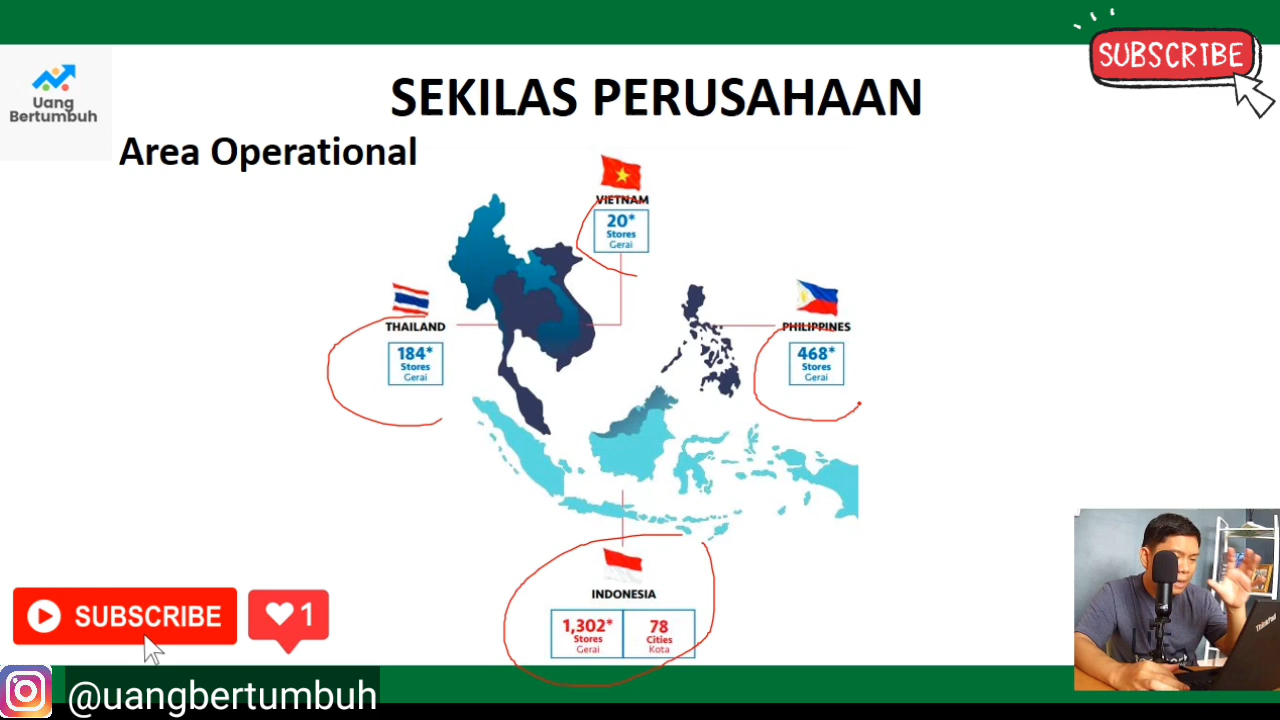 SUBSCRIBE
Uang
Bertumbuh
SEKILAS PERUSAHAAN
Area Operational
VIETNAM
20*
Stores
Gerai
THAILAND
184*
Stores
Gerai
PHILIPPINES
468*
Stores
Gerai
INDONESIA
1,302*
Stores
Gerai
78
Cities
Kota
SUBSCRIBE
1
ThinkPad
@uangbertumbuh